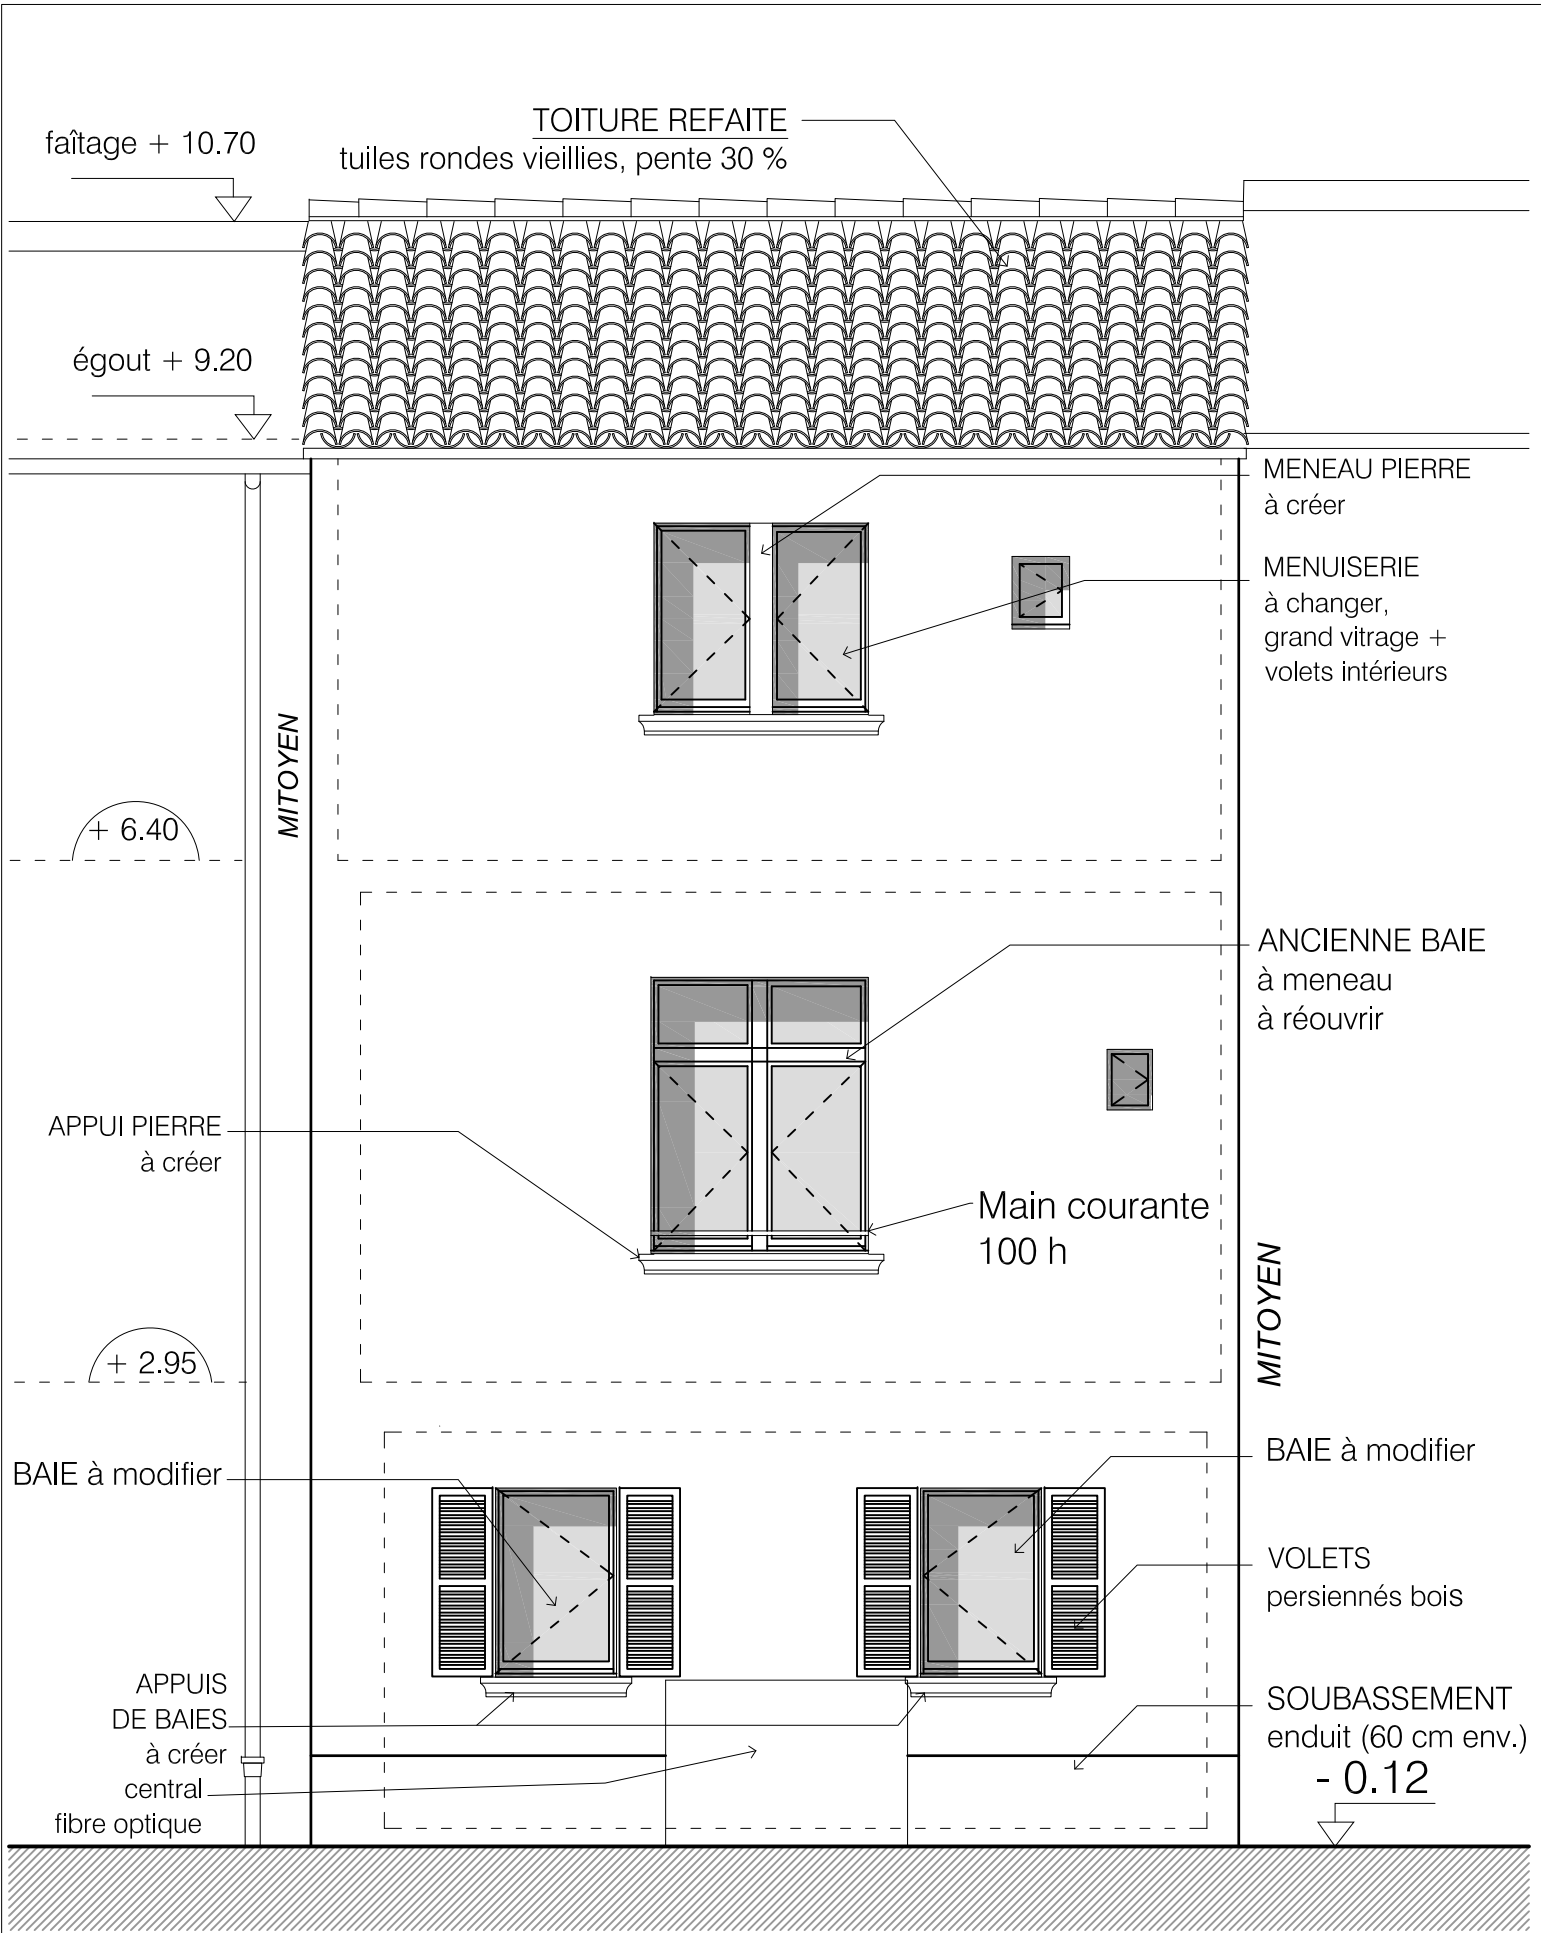 TOITURE REFAITE
tuiles rondes vieillies, pente 30 %
faîtage + 10.70
égout + 9.20
MENEAU PIERRE
à créer
MENUISERIE
à changer,
grand vitrage +
volets intérieurs
MITOYEN
+ 6.40
ANCIENNE BAIE
à meneau
à réouvrir
APPUI PIERRE
à créer
Main courante
100 h
MITOYEN
+ 2.95
BAIE à modifier
BAIE à modifier
VOLETS
persiennés bois
APPUIS
DE BAIES
à créer
central
fibre optique
SOUBASSEMENT
enduit (60 cm env.)
- 0.12